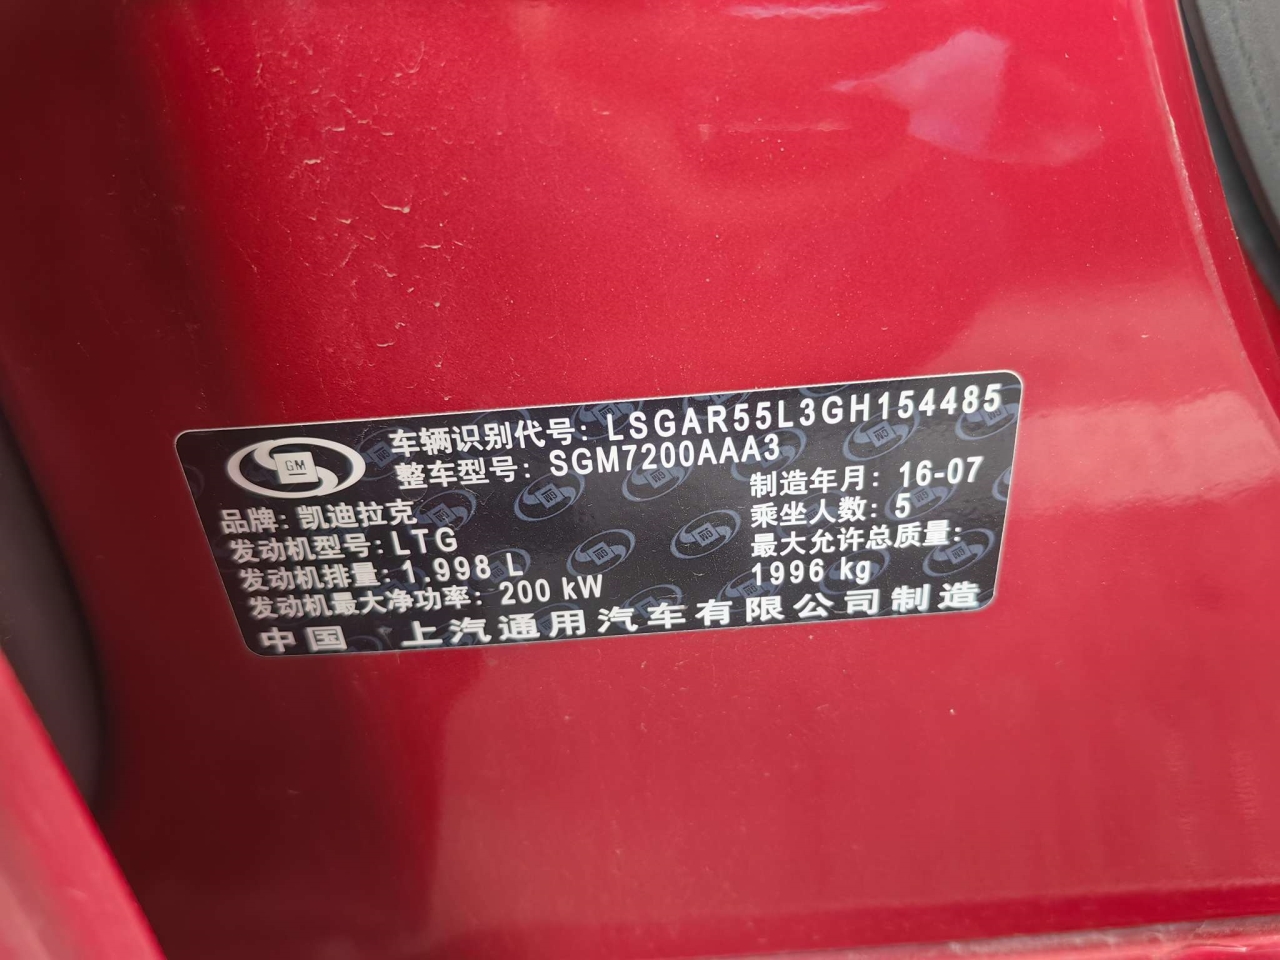 GM
车辆识别代号: LSGAR55L3GH154485
整车型号: SGM7200AAA3
品牌: 凯迪拉克
发动机型号: LTG
发动机排量: 1.998 L
发动机最大净功率: 200 kW
制造年月: 16-07
乘坐人数: 5
最大允许总质量:
1996 kg
中国 上汽通用汽车有限公司制造